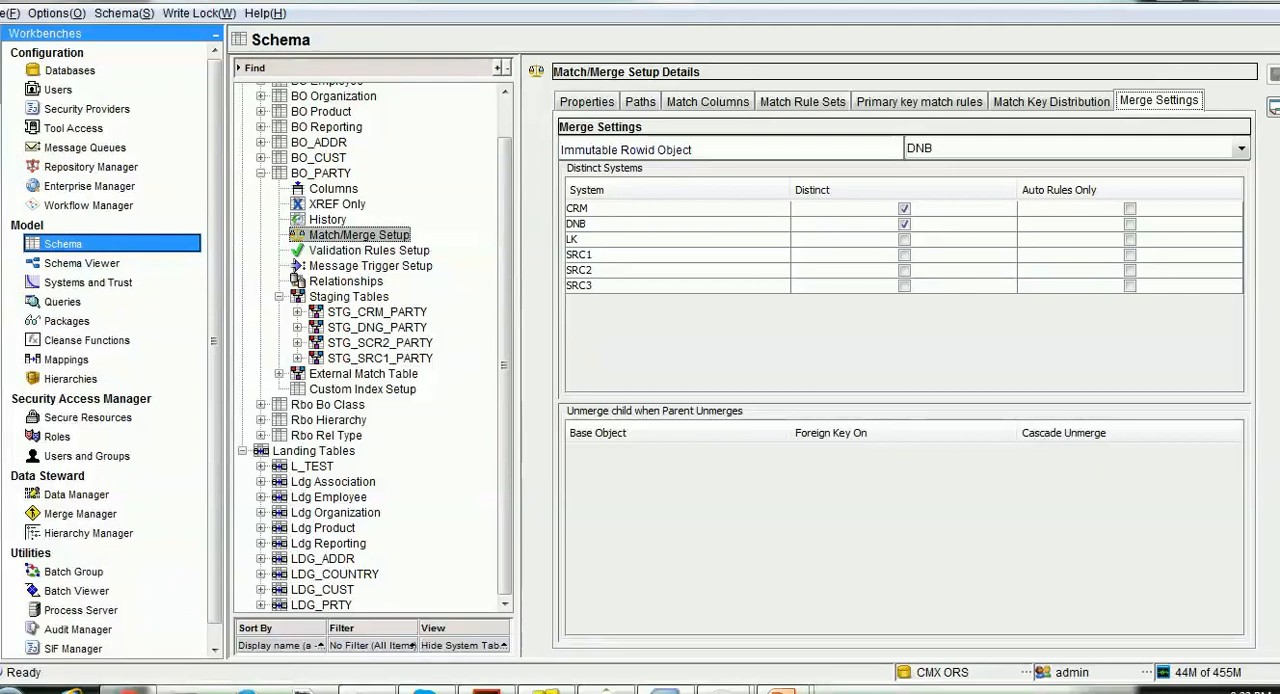 e(F) Options(O) Schema(S) Write Lock(W) Help(H)
Workbenches
Configuration
Databases
Users
Security Providers
Tool Access
Message Queues
Repository Manager
Enterprise Manager
Workflow Manager
Model
Schema
Schema Viewer
Systems and Trust
Queries
Packages
Cleanse Functions
Mappings
Hierarchies
Security Access Manager
Secure Resources
Roles
Users and Groups
Data Steward
Data Manager
Merge Manager
Hierarchy Manager
Utilities
Batch Group
Batch Viewer
Process Server
Audit Manager
SIF Manager
Schema
Find
BO Employee
BO Organization
BO Product
BO Reporting
BO_ADDR
BO_CUST
BO_PARTY
Columns
XREF Only
History
Match/Merge Setup
Validation Rules Setup
Message Trigger Setup
Relationships
Staging Tables
STG_CRM_PARTY
STG_DNG_PARTY
STG_SCR2_PARTY
STG_SRC1_PARTY
External Match Table
Custom Index Setup
Rbo Bo Class
Rbo Hierarchy
Rbo Rel Type
Landing Tables
L_TEST
Ldg Association
Ldg Employee
Ldg Organization
Ldg Product
Ldg Reporting
LDG_ADDR
LDG_COUNTRY
LDG_CUST
LDG_PRTY
Sort By Filter View
Display name (a - No Filter (All Items) Hide System Tab
Match/Merge Setup Details
Properties Paths Match Columns Match Rule Sets Primary key match rules Match Key Distribution Merge Settings
Merge Settings
Immutable Rowid Object DNB
Distinct Systems
System Distinct Auto Rules Only
CRM
DNB
LK
SRC1
SRC2
SRC3
Unmerge child when Parent Unmerges
Base Object Foreign Key On Cascade Unmerge
Ready CMX ORS admin 44M of 455M